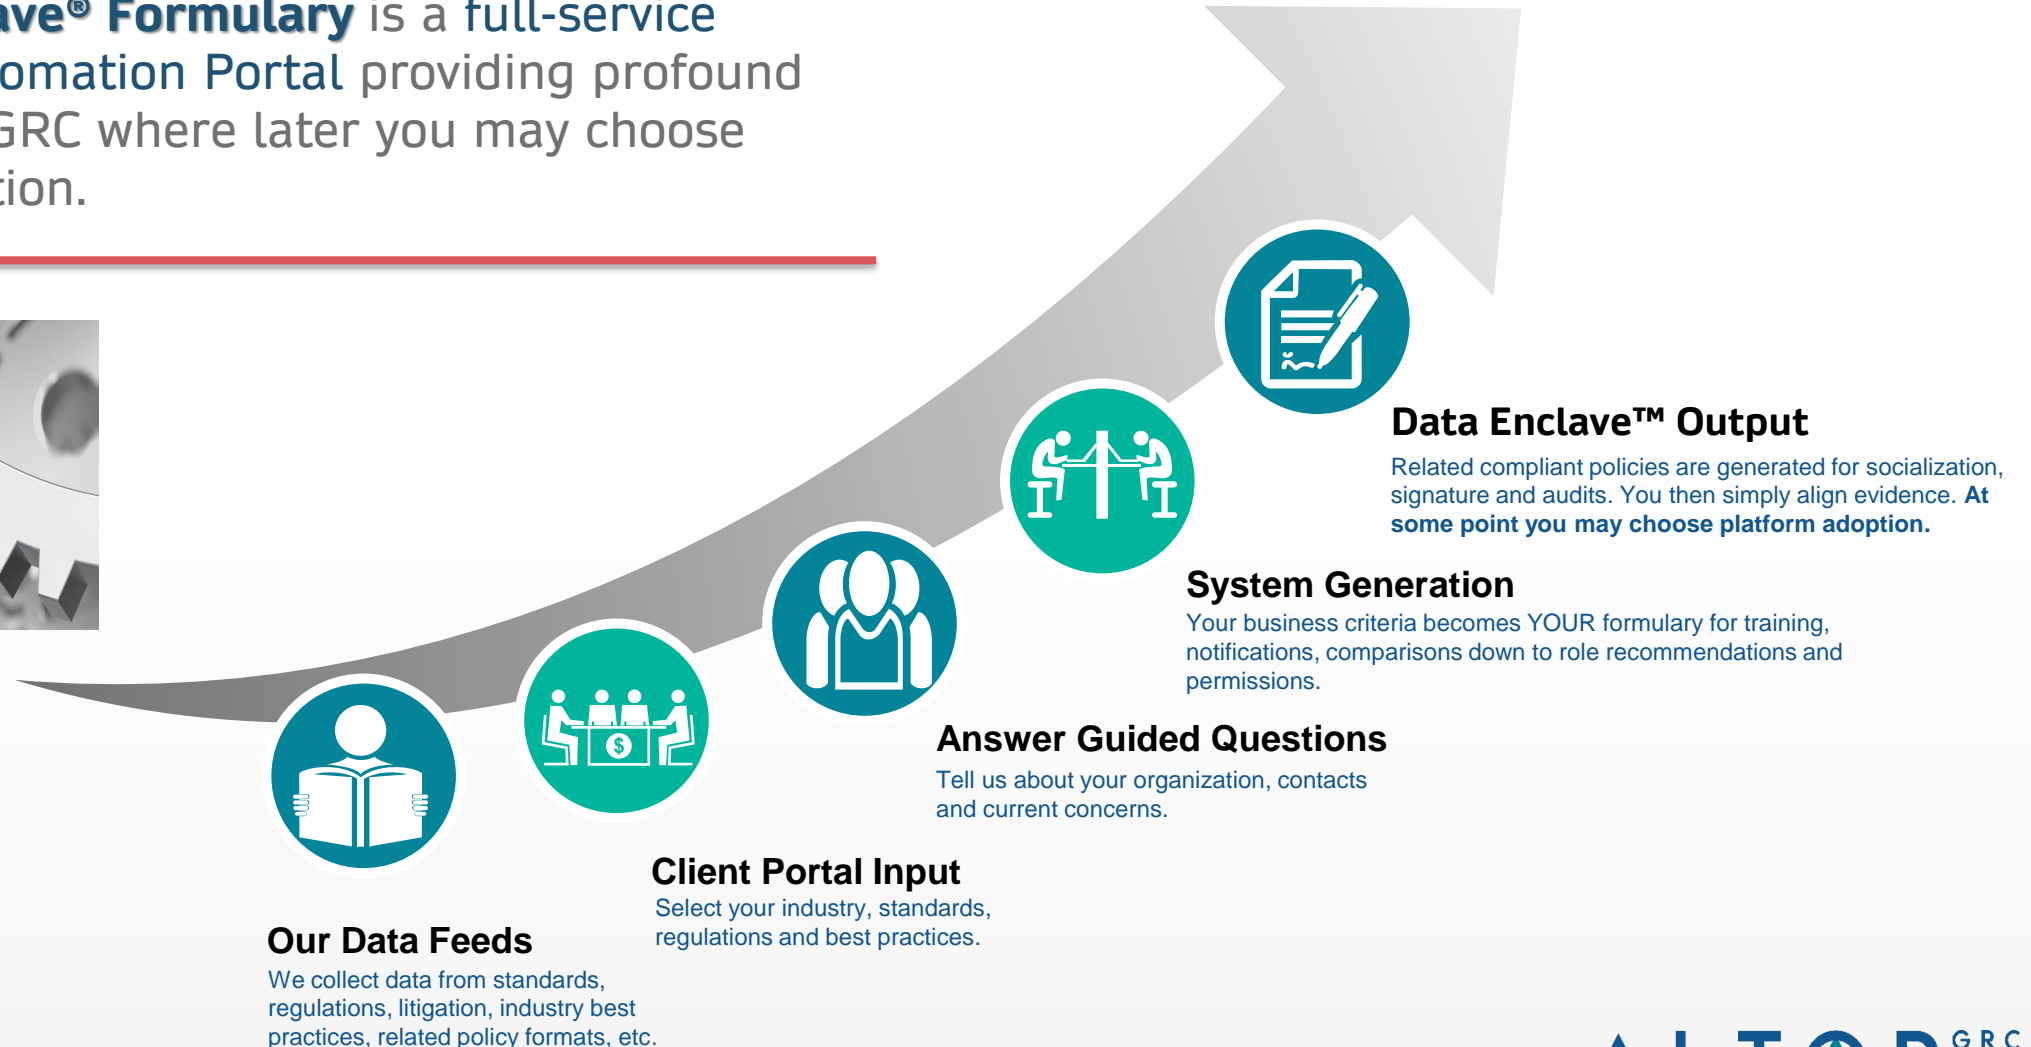 ave® Formulary is a full-service
omation Portal providing profound
GRC where later you may choose
tion.
Data Enclave™ Output
Related compliant policies are generated for socialization,
signature and audits. You then simply align evidence. At
some point you may choose platform adoption.
System Generation
Your business criteria becomes YOUR formulary for training,
notifications, comparisons down to role recommendations and
permissions.
Answer Guided Questions
Tell us about your organization, contacts
and current concerns.
Client Portal Input
Select your industry, standards,
regulations and best practices.
$
Our Data Feeds
We collect data from standards,
regulations, litigation, industry best
practices, related policy formats, etc.
GRC